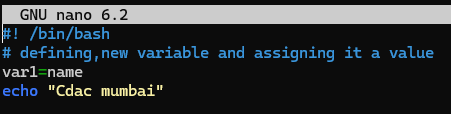 GNU nano 6.2
#! /bin/bash
# defining,new variable and assigning it a value
var1=name
echo "Cdac mumbai"